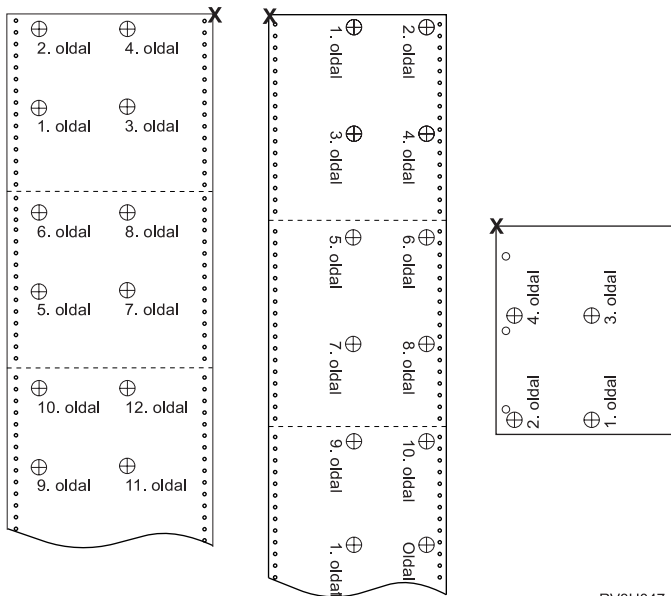 X
2. oldal
4. oldal
1. oldal
3. oldal
6. oldal
8. oldal
5. oldal
7. oldal
10. oldal
12. oldal
9. oldal
11. oldal
X
1. oldal
2. oldal
3. oldal
4. oldal
5. oldal
6. oldal
7. oldal
8. oldal
9. oldal
10. oldal
1. oldal
Oldal
X
4. oldal
3. oldal
2. oldal
1. oldal